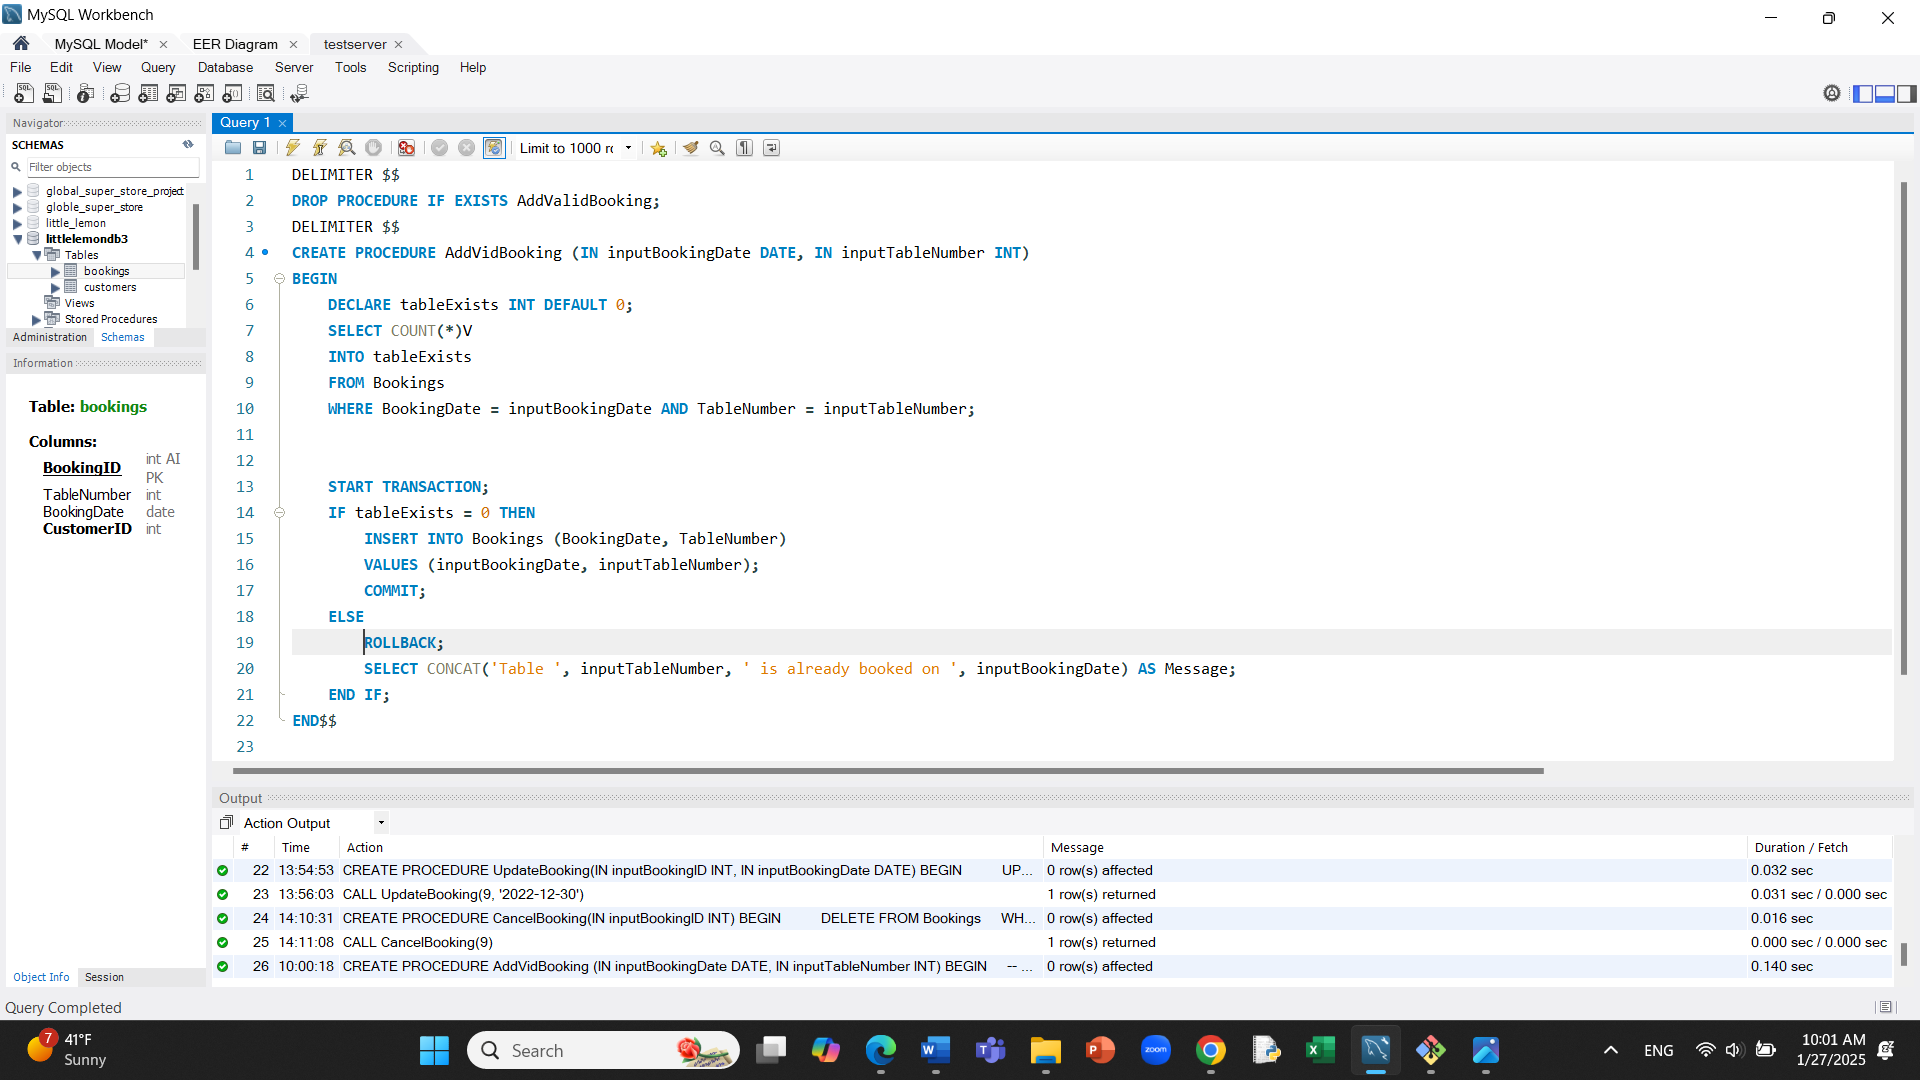 MySQL Workbench
MySQL Model* × EER Diagram × testserver ×
File Edit View Query Database Server Tools Scripting Help
Navigator
Query 1 ×
SCHEMAS
Filter objects
Limit to 1000 rc
global_super_store_project
globle_super_store
little_lemon
littlelemondb3
Tables
bookings
customers
Views
Stored Procedures
Administration Schemas
Information
Table: bookings
Columns:
BookingID int AI PK
TableNumber int
BookingDate date
CustomerID int
Object Info Session
1 DELIMITER $$
2 DROP PROCEDURE IF EXISTS AddValidBooking;
3 DELIMITER $$
4 CREATE PROCEDURE AddVidBooking (IN inputBookingDate DATE, IN inputTableNumber INT)
5 BEGIN
6 DECLARE tableExists INT DEFAULT 0;
7 SELECT COUNT(*)V
8 INTO tableExists
9 FROM Bookings
10 WHERE BookingDate = inputBookingDate AND TableNumber = inputTableNumber;
11
12
13 START TRANSACTION;
14 IF tableExists = 0 THEN
15 INSERT INTO Bookings (BookingDate, TableNumber)
16 VALUES (inputBookingDate, inputTableNumber);
17 COMMIT;
18 ELSE
19 ROLLBACK;
20 SELECT CONCAT('Table ', inputTableNumber, ' is already booked on ', inputBookingDate) AS Message;
21 END IF;
22 END$$
23
Output
Action Output
# Time Action Message Duration / Fetch
22 13:54:53 CREATE PROCEDURE UpdateBooking(IN inputBookingID INT, IN inputBookingDate DATE) BEGIN UP... 0 row(s) affected 0.032 sec
23 13:56:03 CALL UpdateBooking(9, '2022-12-30') 1 row(s) returned 0.031 sec / 0.000 sec
24 14:10:31 CREATE PROCEDURE CancelBooking(IN inputBookingID INT) BEGIN DELETE FROM Bookings WH... 0 row(s) affected 0.016 sec
25 14:11:08 CALL CancelBooking(9) 1 row(s) returned 0.000 sec / 0.000 sec
26 10:00:18 CREATE PROCEDURE AddVidBooking (IN inputBookingDate DATE, IN inputTableNumber INT) BEGIN -- ... 0 row(s) affected 0.140 sec
Query Completed
7 41°F
Sunny
Search
zoom
ENG
10:01 AM
1/27/2025